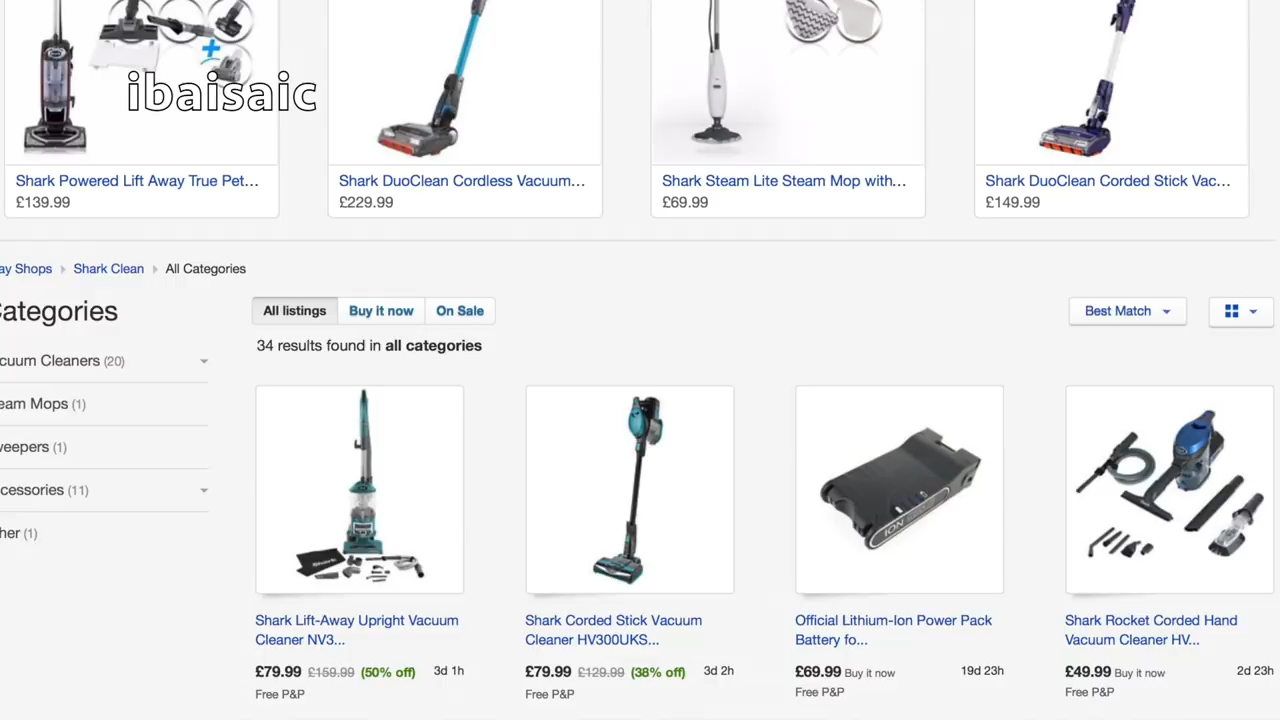 ibaisaic
Shark Powered Lift Away True Pet...
£139.99
Shark DuoClean Cordless Vacuum...
£229.99
Shark Steam Lite Steam Mop with...
£69.99
Shark DuoClean Corded Stick Vac...
£149.99
ay Shops Shark Clean All Categories
ategories
cuum Cleaners (20)
eam Mops (1)
weepers (1)
cessories (11)
her (1)
All listings Buy it now On Sale
Best Match
34 results found in all categories
Shark
ION
Shark Lift-Away Upright Vacuum
Cleaner NV3...
£79.99 £159.99 (50% off) 3d 1h
Free P&P
Shark Corded Stick Vacuum
Cleaner HV300UKS...
£79.99 £129.99 (38% off) 3d 2h
Free P&P
Official Lithium-Ion Power Pack
Battery fo...
£69.99 Buy it now 19d 23h
Free P&P
Shark Rocket Corded Hand
Vacuum Cleaner HV...
£49.99 Buy it now 2d 23h
Free P&P